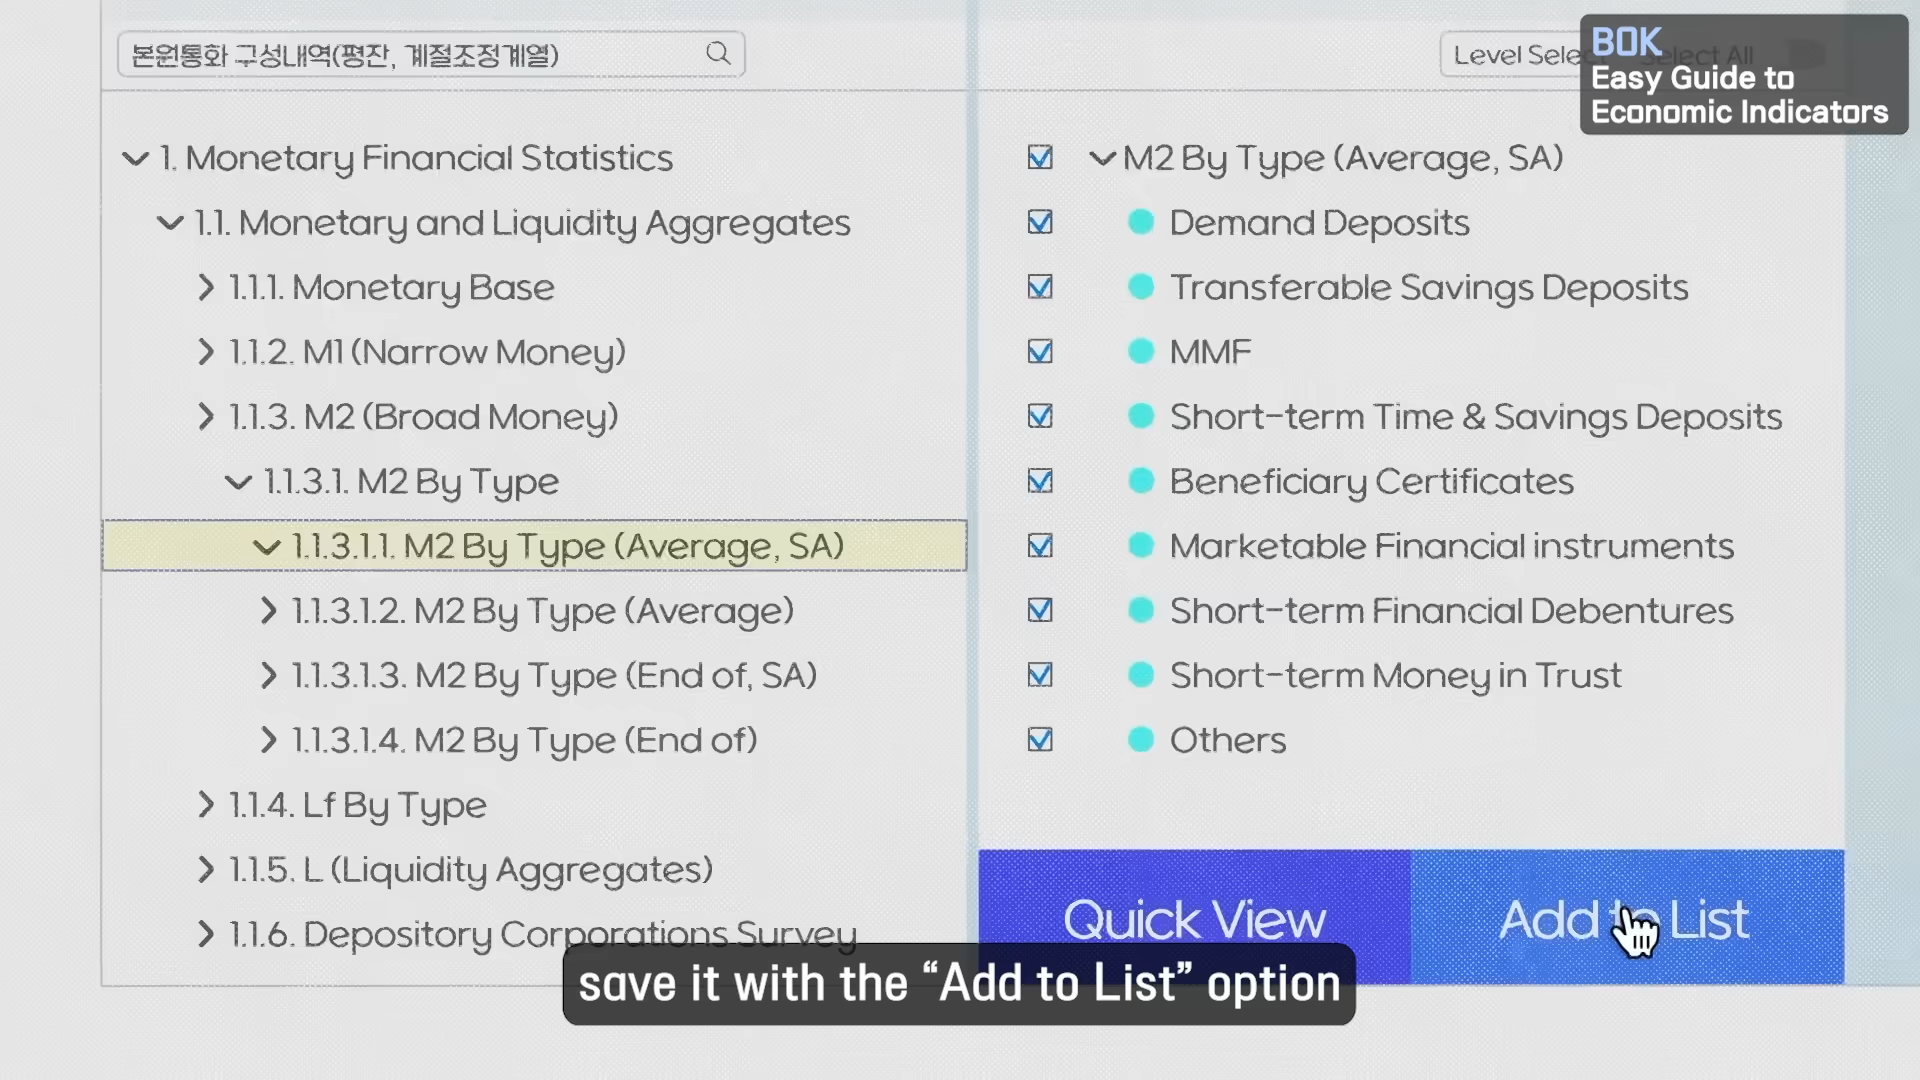 본원통화 구성내역(평잔, 계절조정계열)
Level Select
Select All
BOK
Easy Guide to
Economic Indicators
1. Monetary Financial Statistics
1.1. Monetary and Liquidity Aggregates
1.1.1. Monetary Base
1.1.2. M1 (Narrow Money)
1.1.3. M2 (Broad Money)
1.1.3.1. M2 By Type
1.1.3.1.1. M2 By Type (Average, SA)
1.1.3.1.2. M2 By Type (Average)
1.1.3.1.3. M2 By Type (End of, SA)
1.1.3.1.4. M2 By Type (End of)
1.1.4. Lf By Type
1.1.5. L (Liquidity Aggregates)
1.1.6. Depository Corporations Survey
M2 By Type (Average, SA)
Demand Deposits
Transferable Savings Deposits
MMF
Short-term Time & Savings Deposits
Beneficiary Certificates
Marketable Financial instruments
Short-term Financial Debentures
Short-term Money in Trust
Others
Quick View
Add to List
save it with the “Add to List” option